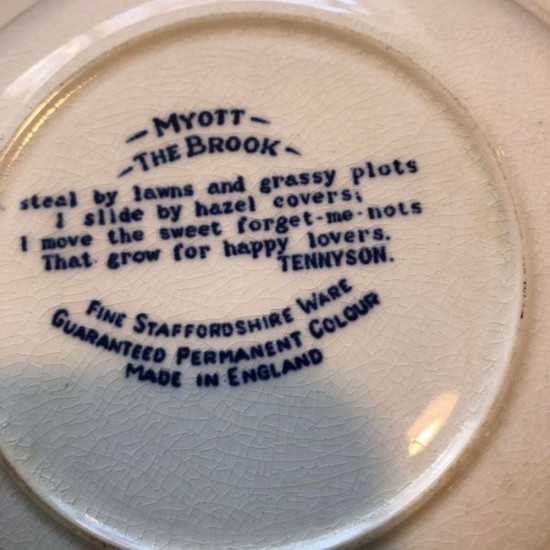 - MYOTT -
- THE BROOK -
steal by lawns and grassy plots
I slide by hazel covers;
I move the sweet forget-me-nots
That grow for happy lovers.
TENNYSON.
FINE STAFFORDSHIRE WARE
GUARANTEED PERMANENT COLOUR
MADE IN ENGLAND